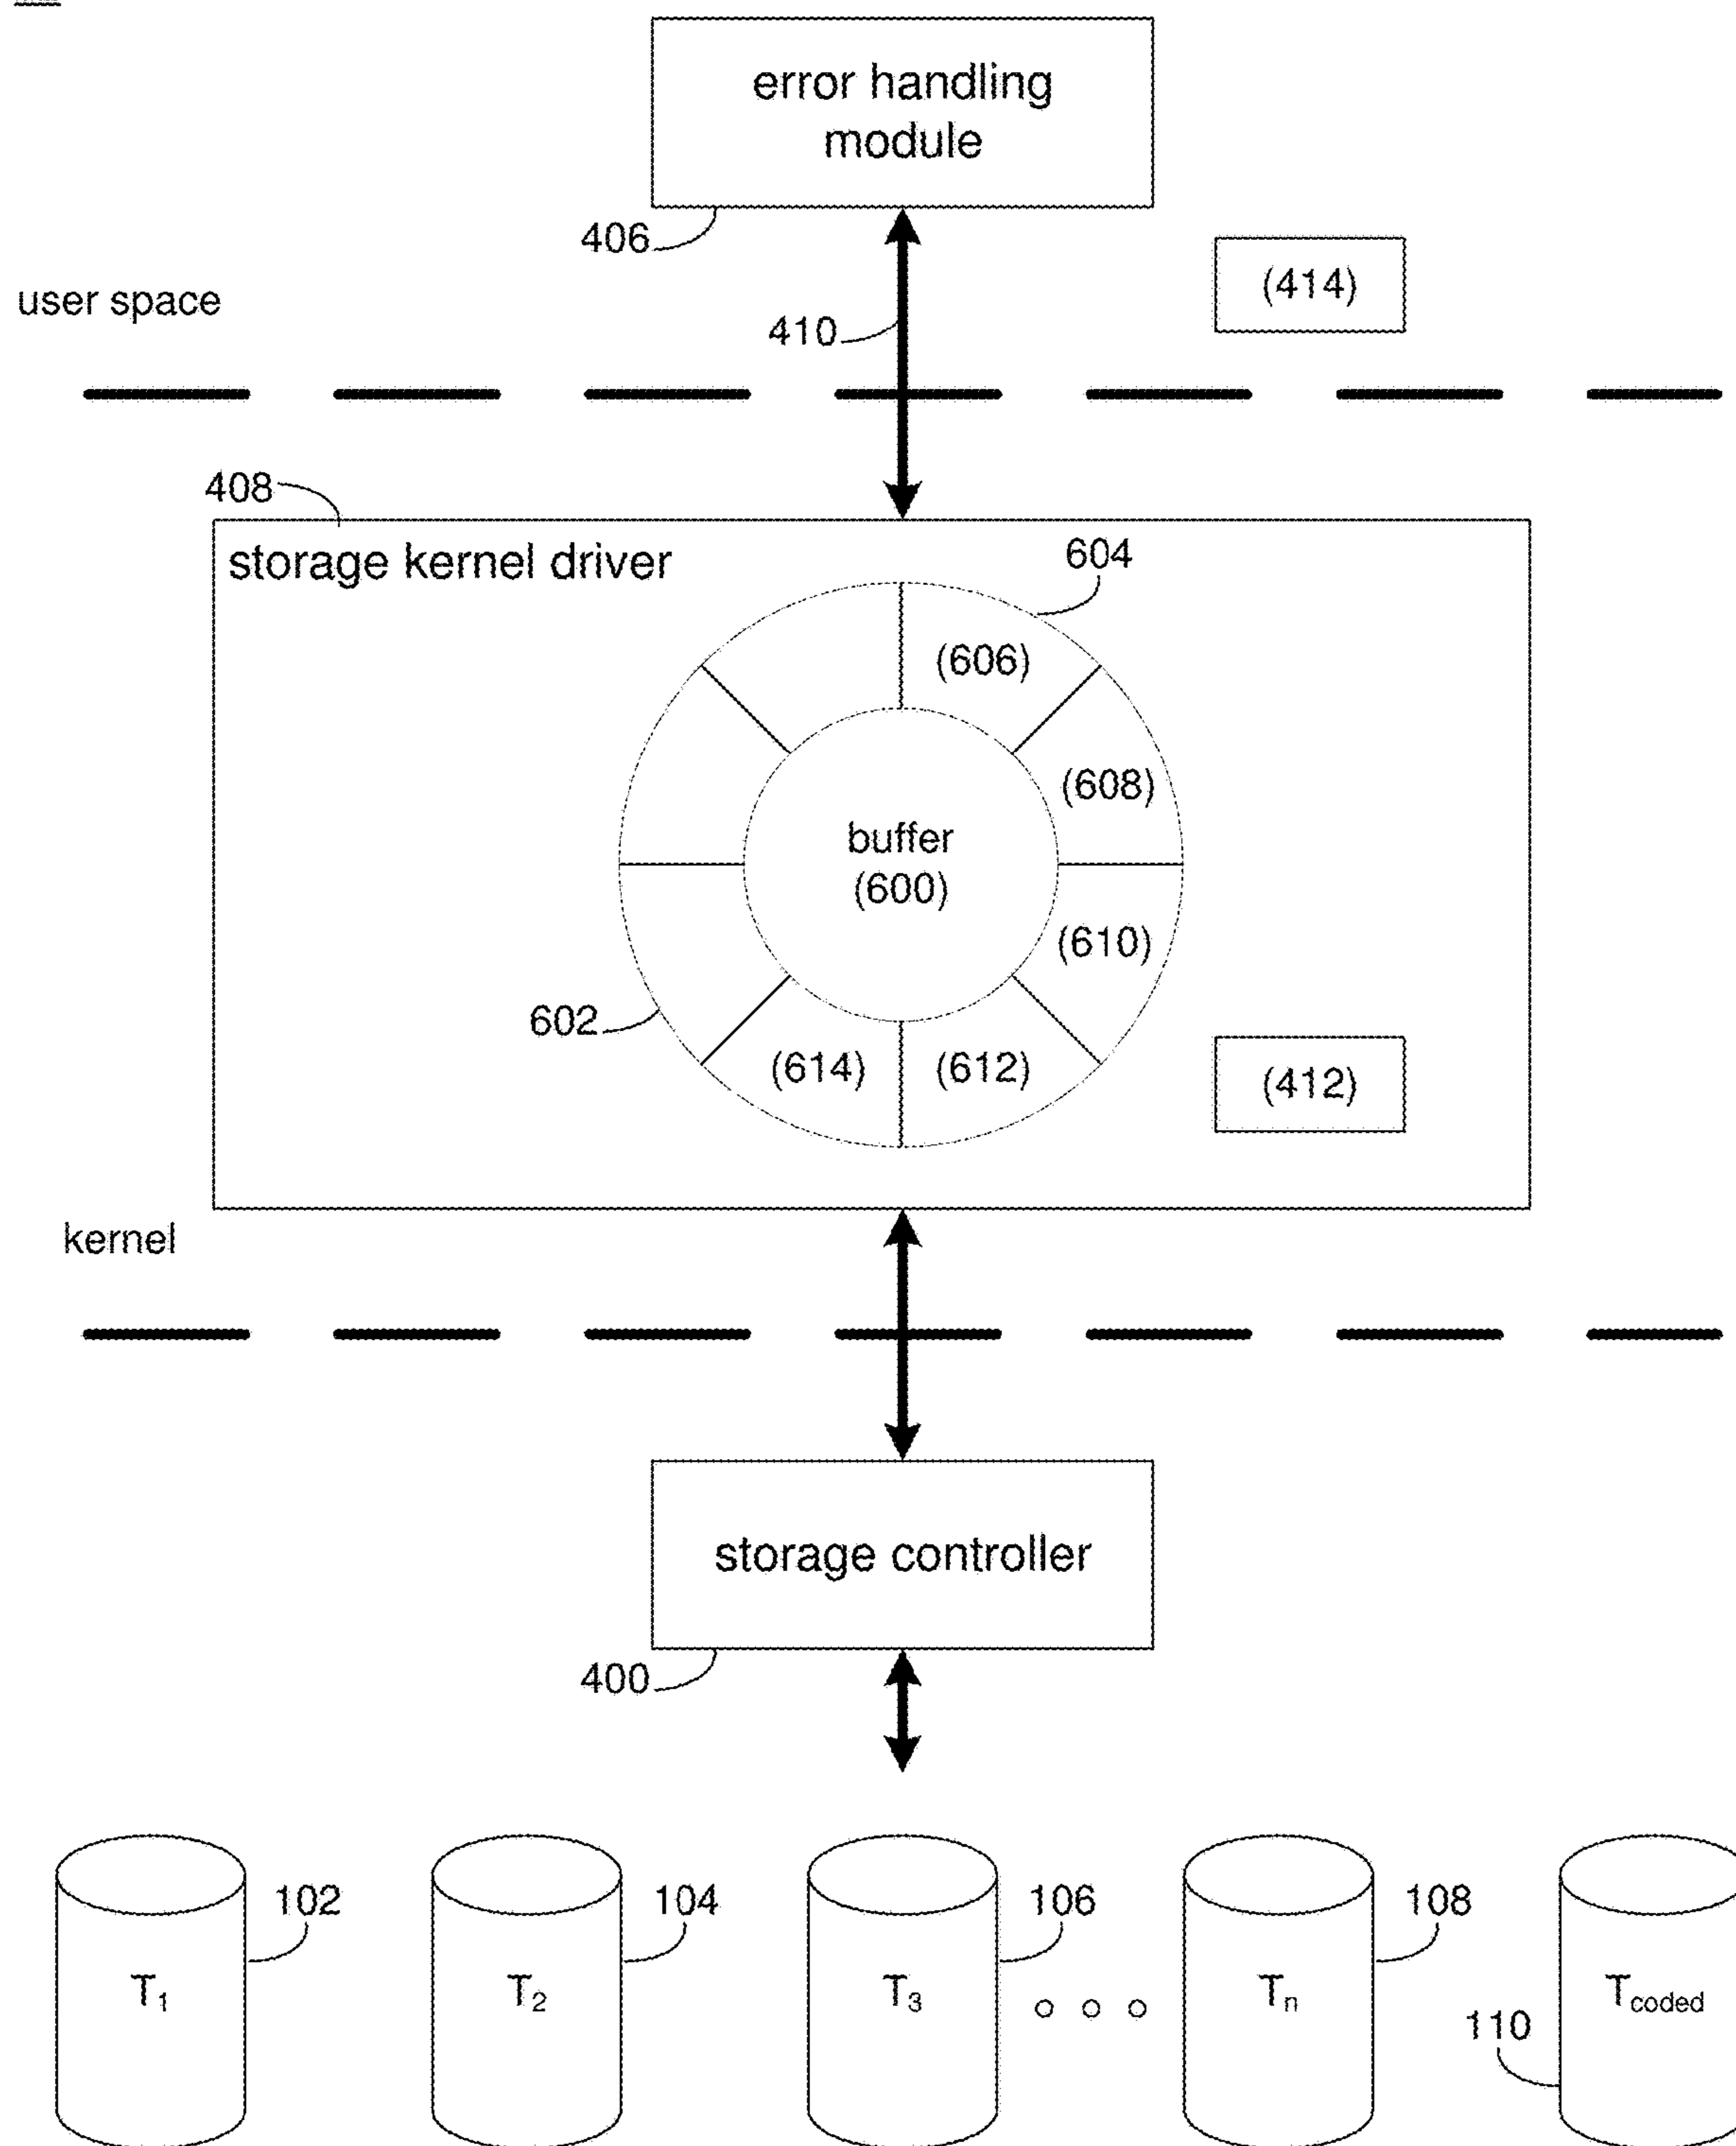 error handling
module
406
(414)
user space
410
408
storage kernel driver
604
(606)
(608)
buffer
(600)
(610)
602
(614)
(612)
(412)
kernel
storage controller
400
102
104
106
108
T₁
T₂
T₃
Tₙ
T_coded
110